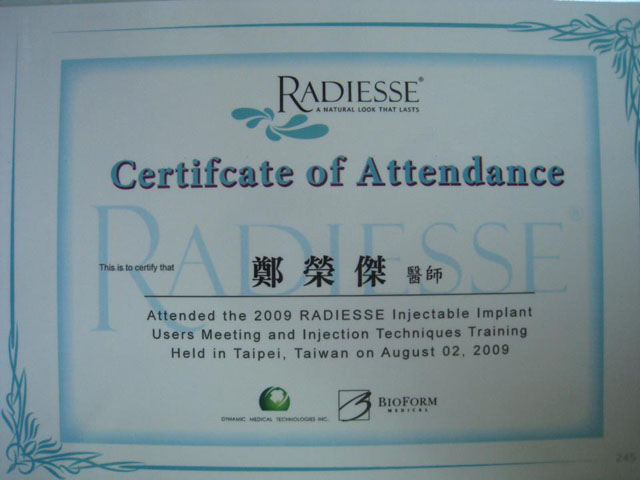 RADIESSE®
A NATURAL LOOK THAT LASTS
Certifcate of Attendance
RADIESSE®
This is to certify that 鄭榮傑 醫師
Attended the 2009 RADIESSE Injectable Implant
Users Meeting and Injection Techniques Training
Held in Taipei, Taiwan on August 02, 2009
DYNAMIC MEDICAL TECHNOLOGIES INC.
BIOFORM
MEDICAL
245